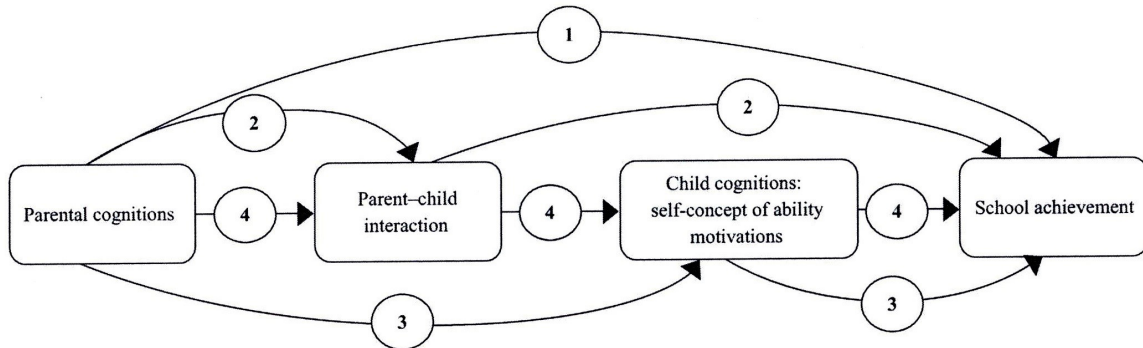 1
2
2
Parental cognitions
4
Parent–child
interaction
4
Child cognitions:
self-concept of ability
motivations
4
School achievement
3
3